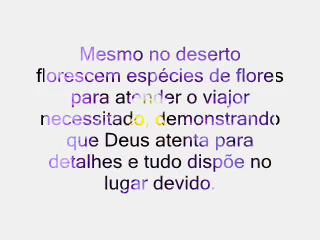 Mesmo no deserto
florescem espécies de flores
para atender o viajor
necessitado, demonstrando
que Deus atenta para
detalhes e tudo dispõe no
lugar devido.